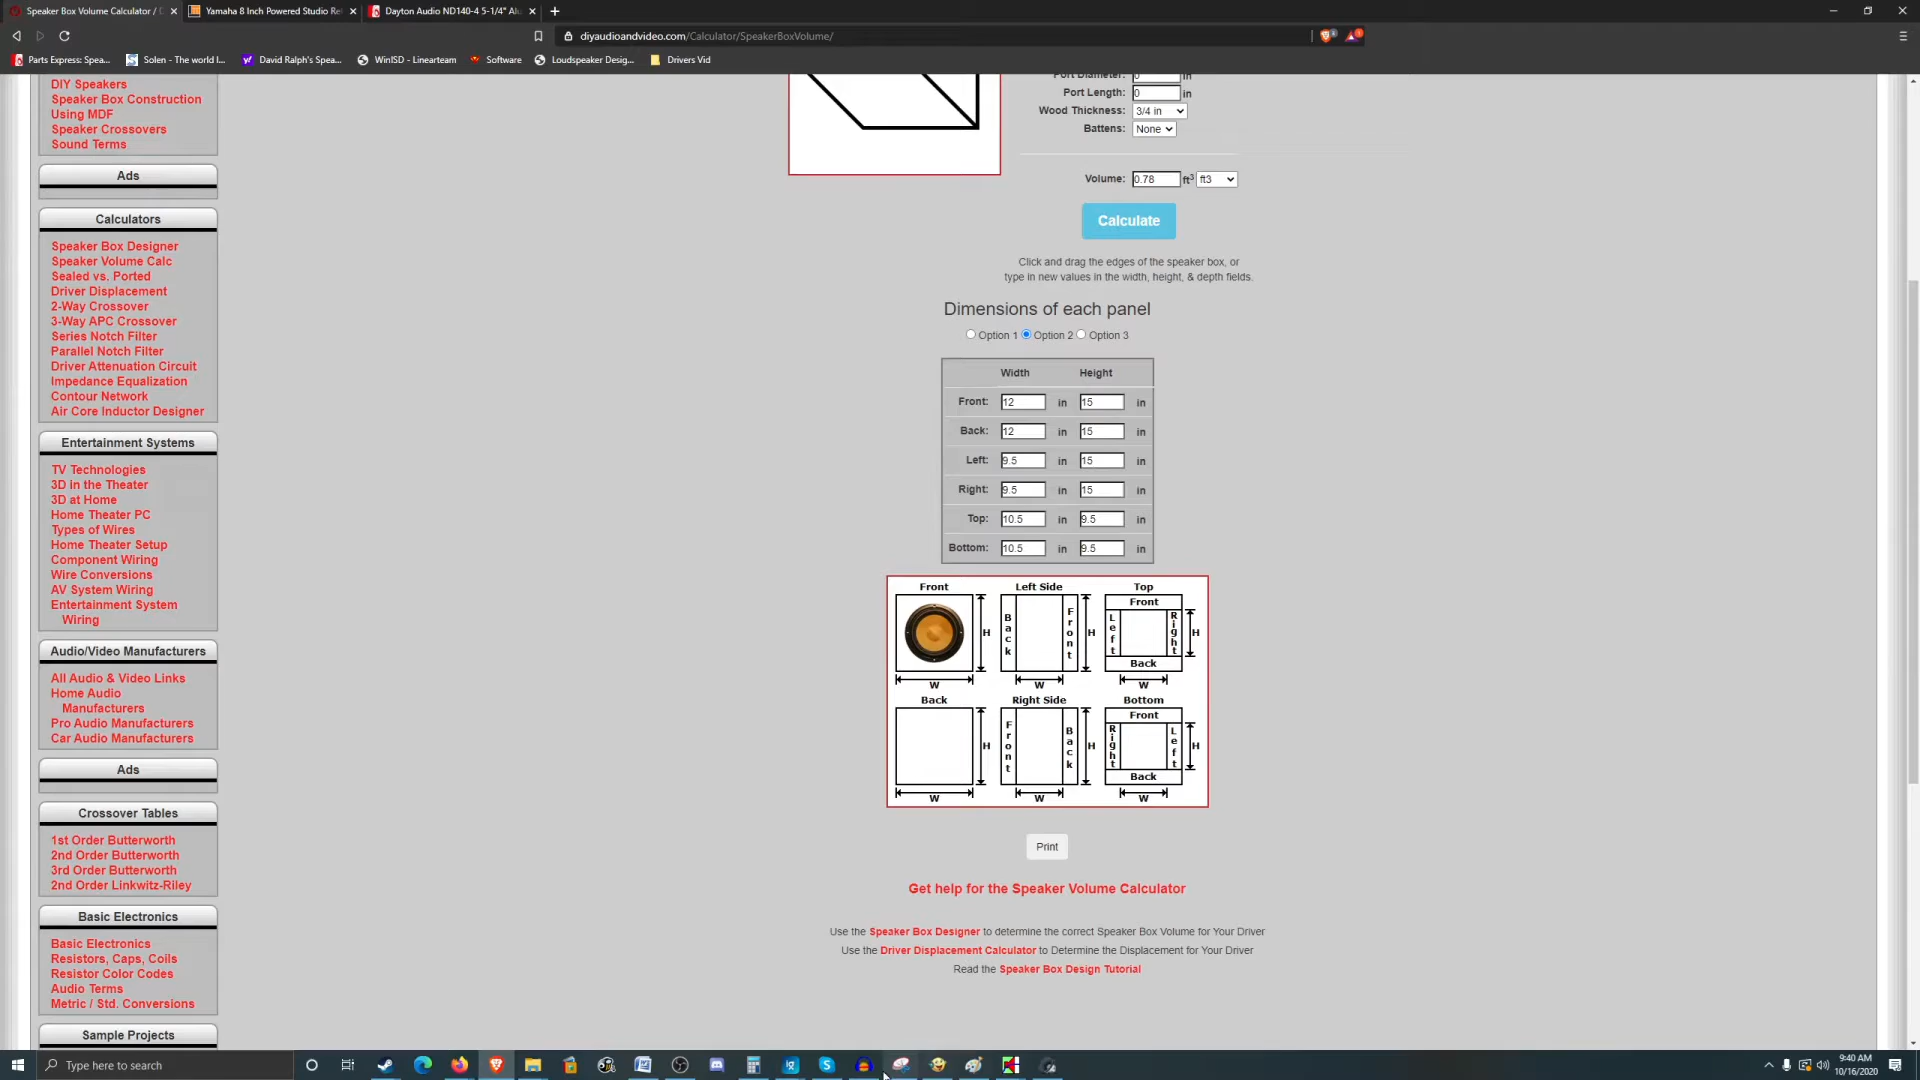 Speaker Box Volume Calculator / 
Yamaha 8 Inch Powered Studio Re
Dayton Audio ND140-4 5-1/4" Al
diyaudioandvideo.com/Calculator/SpeakerBoxVolume/
Parts Express: Spea...
Solen - The world l...
David Ralph's Spea...
WinISD - Linearteam
Software
Loudspeaker Desig...
Drivers Vid
DIY Speakers
Speaker Box Construction
Using MDF
Speaker Crossovers
Sound Terms
Ads
Calculators
Speaker Box Designer
Speaker Volume Calc
Sealed vs. Ported
Driver Displacement
2-Way Crossover
3-Way APC Crossover
Series Notch Filter
Parallel Notch Filter
Driver Attenuation Circuit
Impedance Equalization
Contour Network
Air Core Inductor Designer
Entertainment Systems
TV Technologies
3D in the Theater
3D at Home
Home Theater PC
Types of Wires
Home Theater Setup
Component Wiring
Wire Conversions
AV System Wiring
Entertainment System
Wiring
Audio/Video Manufacturers
All Audio & Video Links
Home Audio
Manufacturers
Pro Audio Manufacturers
Car Audio Manufacturers
Ads
Crossover Tables
1st Order Butterworth
2nd Order Butterworth
3rd Order Butterworth
2nd Order Linkwitz-Riley
Basic Electronics
Basic Electronics
Resistors, Caps, Coils
Resistor Color Codes
Audio Terms
Metric / Std. Conversions
Sample Projects
Port Diameter: 0 in
Port Length: 0 in
Wood Thickness: 3/4 in
Battens: None
Volume: 0.78 ft3 ft3
Calculate
Click and drag the edges of the speaker box, or
type in new values in the width, height, & depth fields.
Dimensions of each panel
Option 1 Option 2 Option 3
Width Height
Front: 12 in 15 in
Back: 12 in 15 in
Left: 9.5 in 15 in
Right: 9.5 in 15 in
Top: 10.5 in 9.5 in
Bottom: 10.5 in 9.5 in
Front Left Side Top
H W
Back Front H W
Front Left Right Back H W
Back Right Side Bottom
H W
Front Back H W
Front Right Left Back H W
Print
Get help for the Speaker Volume Calculator
Use the Speaker Box Designer to determine the correct Speaker Box Volume for Your Driver
Use the Driver Displacement Calculator to Determine the Displacement for Your Driver
Read the Speaker Box Design Tutorial
Type here to search
9:40 AM
10/16/2020